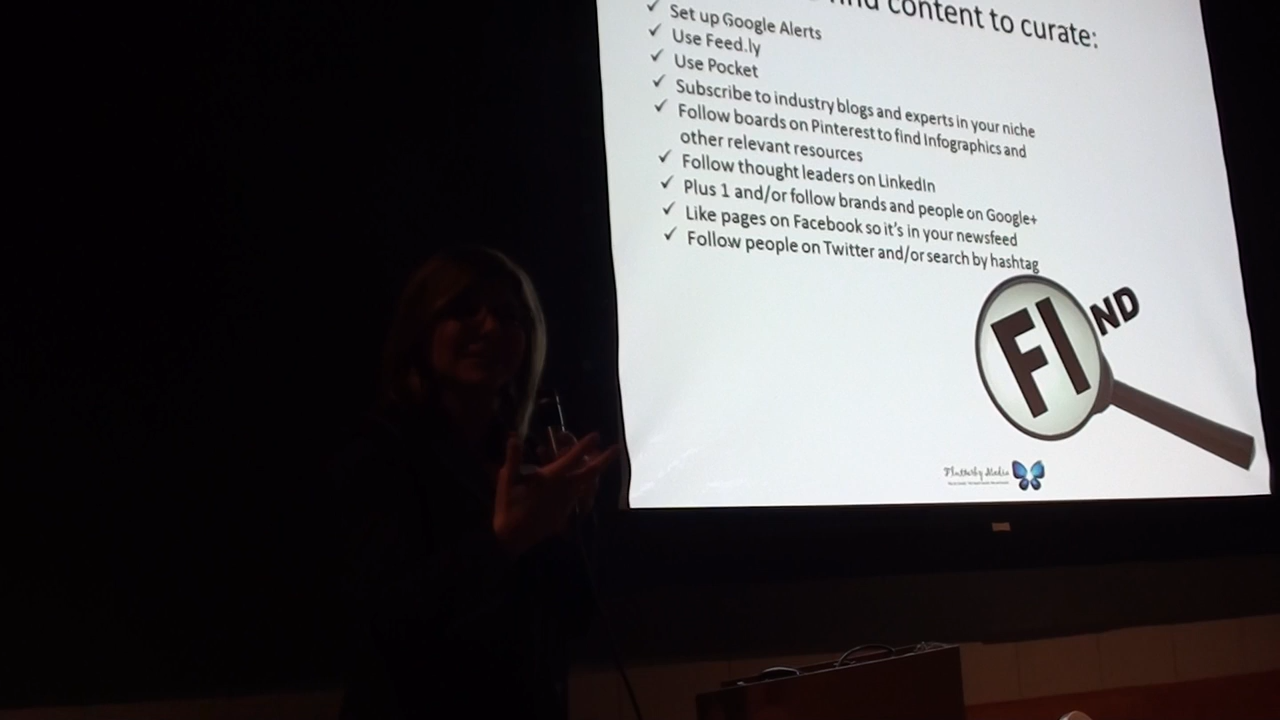 find content to curate:
✓ Set up Google Alerts
✓ Use Feed.ly
✓ Use Pocket
✓ Subscribe to industry blogs and experts in your niche
✓ Follow boards on Pinterest to find Infographics and
other relevant resources
✓ Follow thought leaders on LinkedIn
✓ Plus 1 and/or follow brands and people on Google+
✓ Like pages on Facebook so it's in your newsfeed
✓ Follow people on Twitter and/or search by hashtag
FIND
Flutterby Media